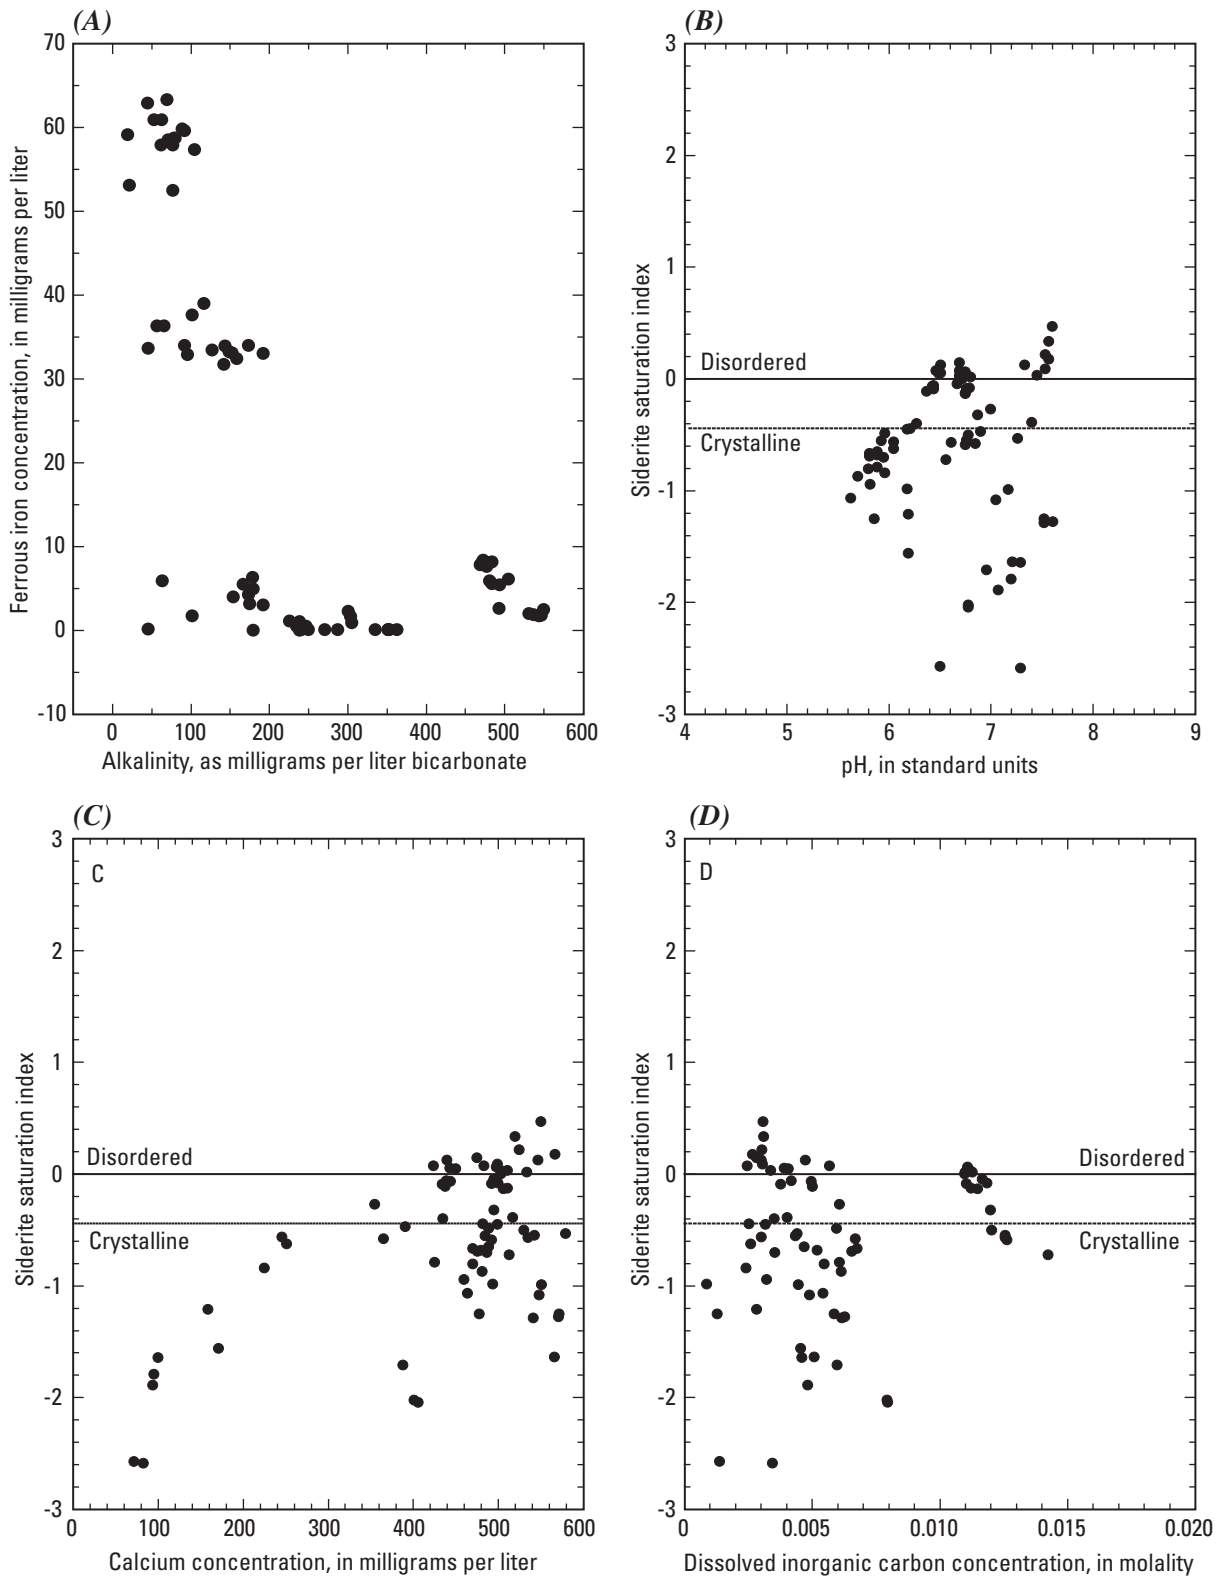 (A)
70
60
50
40
30
20
10
0
-10
0 100 200 300 400 500 600
Ferrous iron concentration, in milligrams per liter
Alkalinity, as milligrams per liter bicarbonate
(B)
3
2
1
0
-1
-2
-3
4 5 6 7 8 9
Siderite saturation index
Disordered
Crystalline
pH, in standard units
(C)
C
3
2
1
0
-1
-2
-3
0 100 200 300 400 500 600
Siderite saturation index
Disordered
Crystalline
Calcium concentration, in milligrams per liter
(D)
D
3
2
1
0
-1
-2
-3
0 0.005 0.010 0.015 0.020
Siderite saturation index
Disordered
Crystalline
Dissolved inorganic carbon concentration, in molality